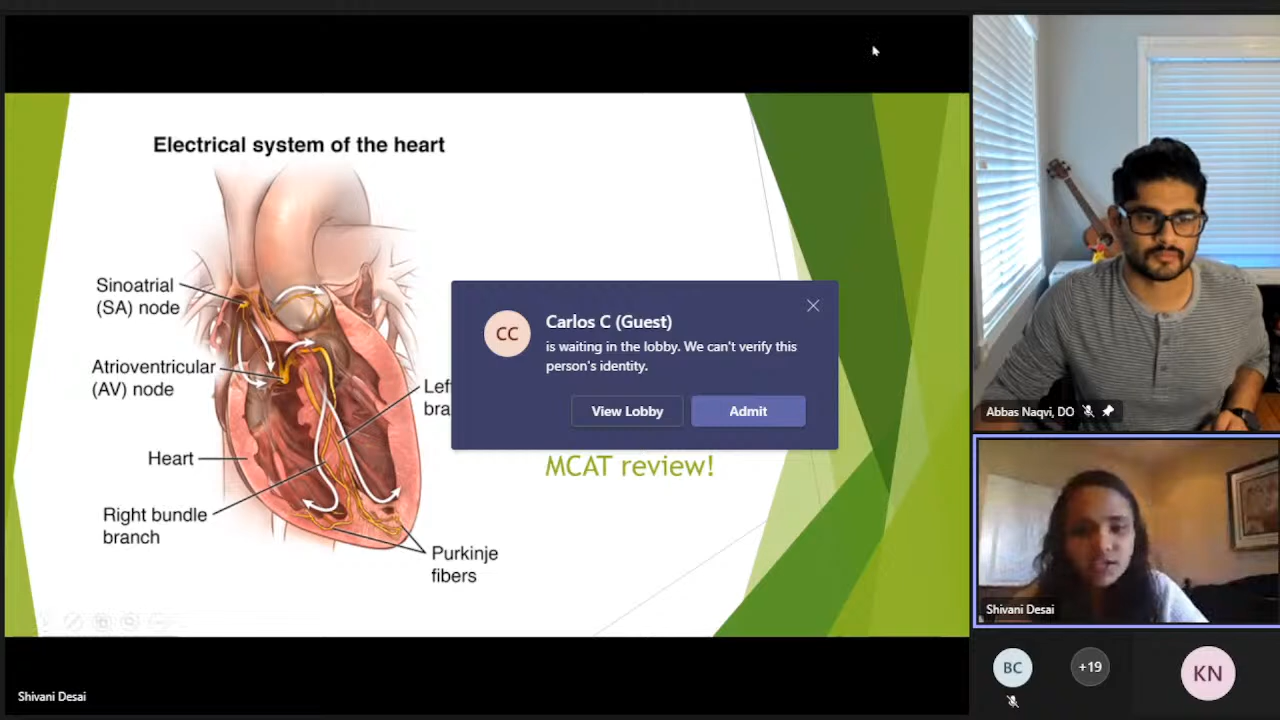 Electrical system of the heart
Sinoatrial
(SA) node
Atrioventricular
(AV) node
Heart
Right bundle
branch
Purkinje
fibers
CC
Carlos C (Guest)
is waiting in the lobby. We can't verify this
person's identity.
View Lobby
Admit
MCAT review!
Shivani Desai
Abbas Naqvi, DO
Shivani Desai
BC
+19
KN